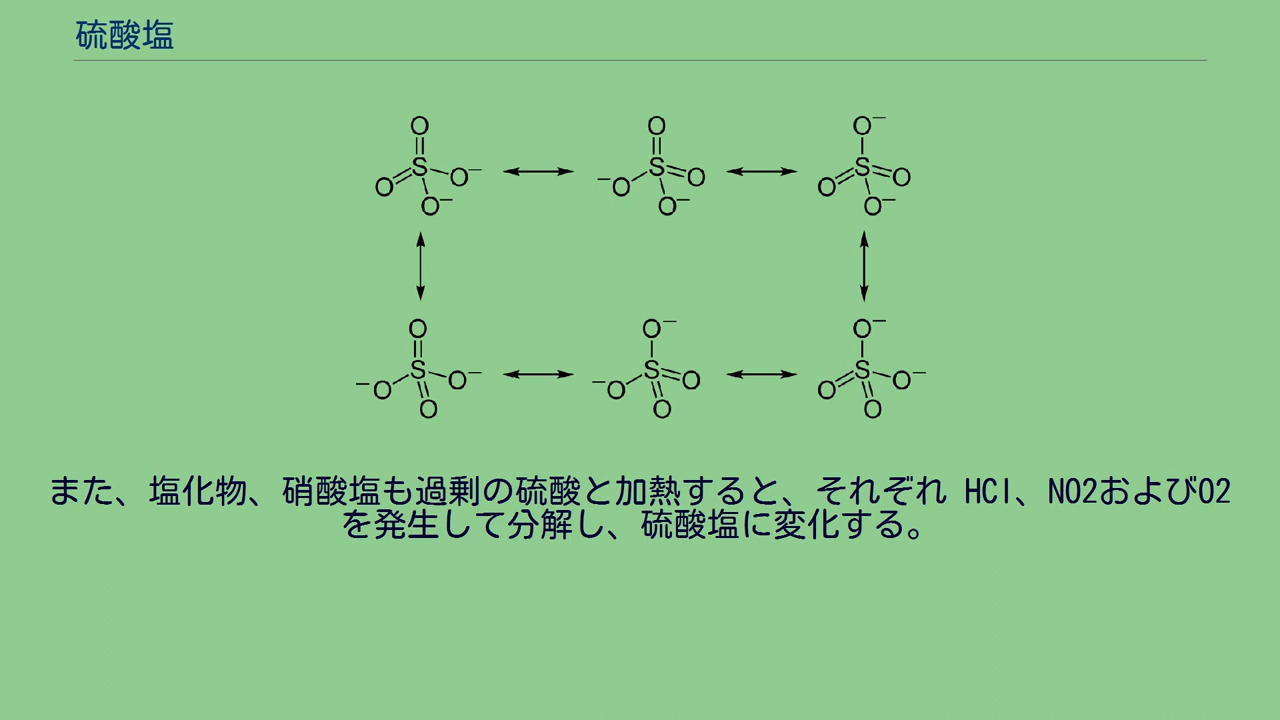 硫酸塩
O O O⁻
S O⁻ S O S O
O ⁻O O
O⁻ O⁻ O⁻
O O⁻ O⁻
S O⁻ S O S O⁻
⁻O ⁻O O
O O O
また、塩化物、硝酸塩も過剰の硫酸と加熱すると、それぞれ HCl、NO2およびO2
を発生して分解し、硫酸塩に変化する。